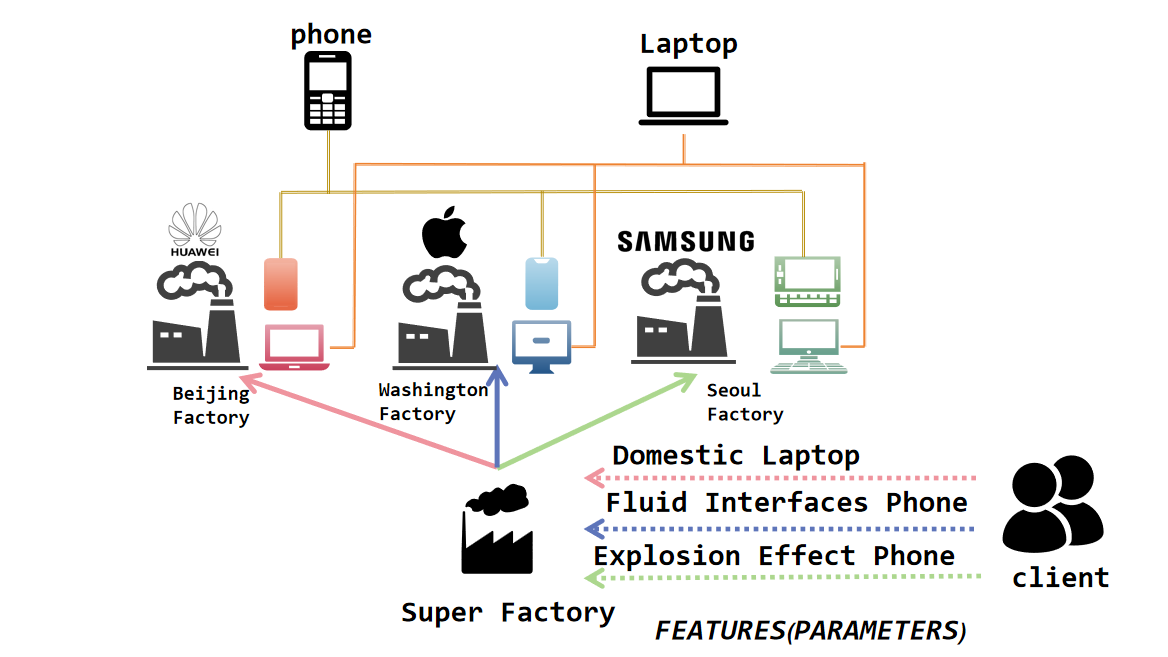 phone
Laptop
HUAWEI
SAMSUNG
Beijing
Factory
Washington
Factory
Seoul
Factory
Domestic Laptop
Fluid Interfaces Phone
Explosion Effect Phone
client
Super Factory
FEATURES(PARAMETERS)